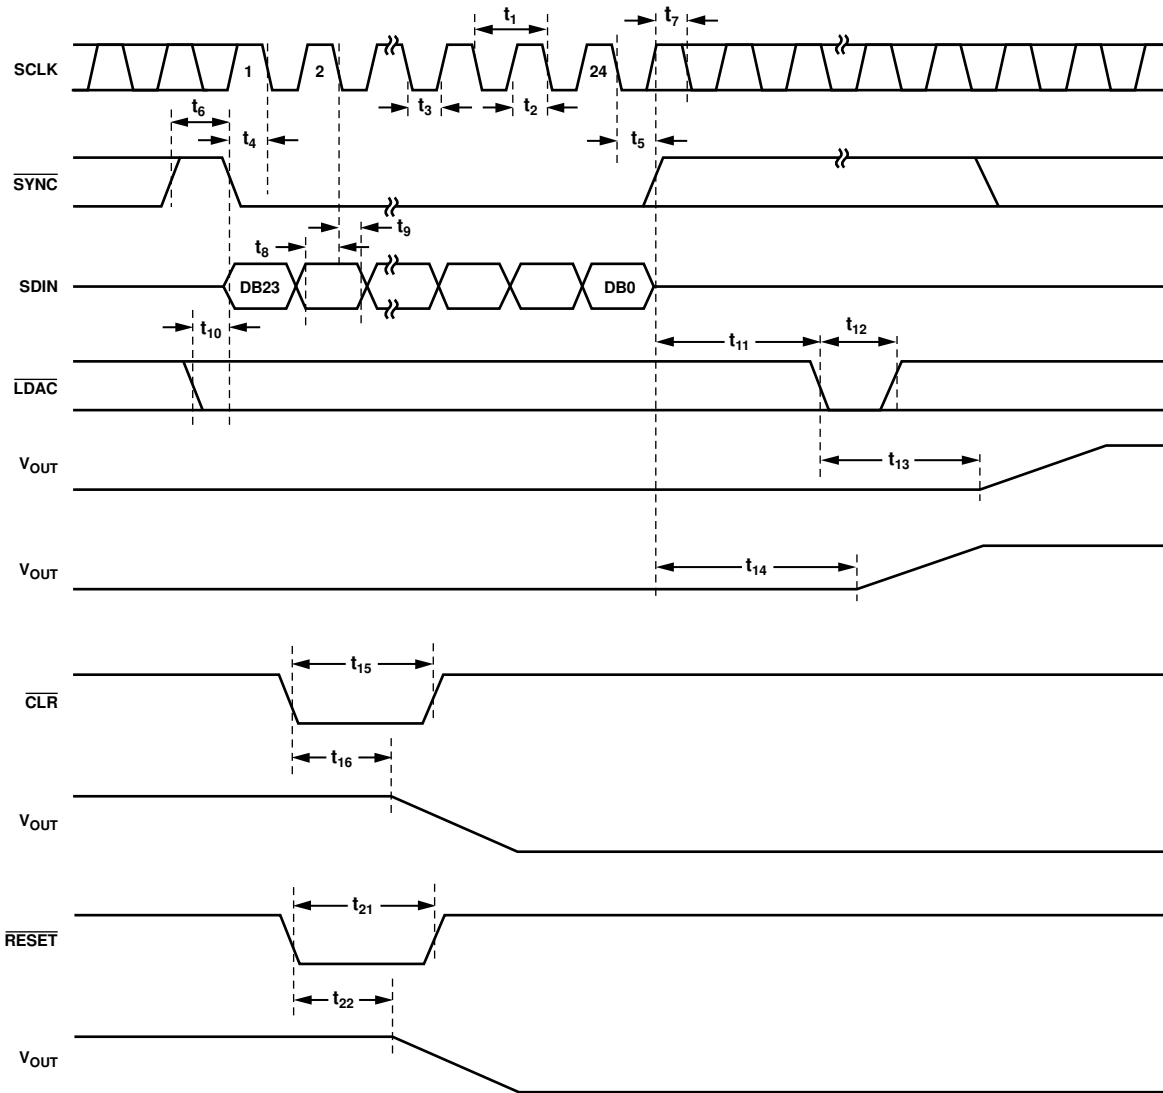 t1
t7
SCLK
1
2
24
t3
t2
t6
t4
t5
SYNC
t9
t8
SDIN
DB23
DB0
t10
t11
t12
LDAC
VOUT
t13
VOUT
t14
t15
CLR
t16
VOUT
t21
RESET
t22
VOUT